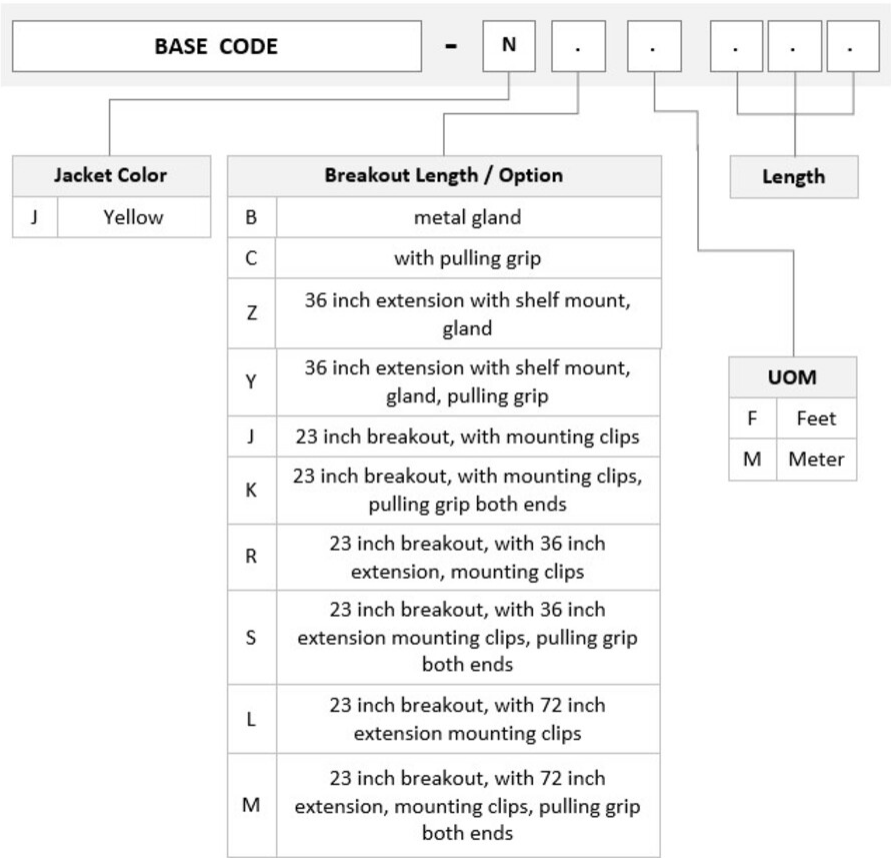 BASE CODE - N . . . . .
Jacket Color
J Yellow
Breakout Length / Option
B metal gland
C with pulling grip
Z 36 inch extension with shelf mount,
gland
Y 36 inch extension with shelf mount,
gland, pulling grip
J 23 inch breakout, with mounting clips
K 23 inch breakout, with mounting clips,
pulling grip both ends
R 23 inch breakout, with 36 inch
extension, mounting clips
S 23 inch breakout, with 36 inch
extension mounting clips, pulling grip
both ends
L 23 inch breakout, with 72 inch
extension mounting clips
M 23 inch breakout, with 72 inch
extension, mounting clips, pulling grip
both ends
Length
UOM
F Feet
M Meter